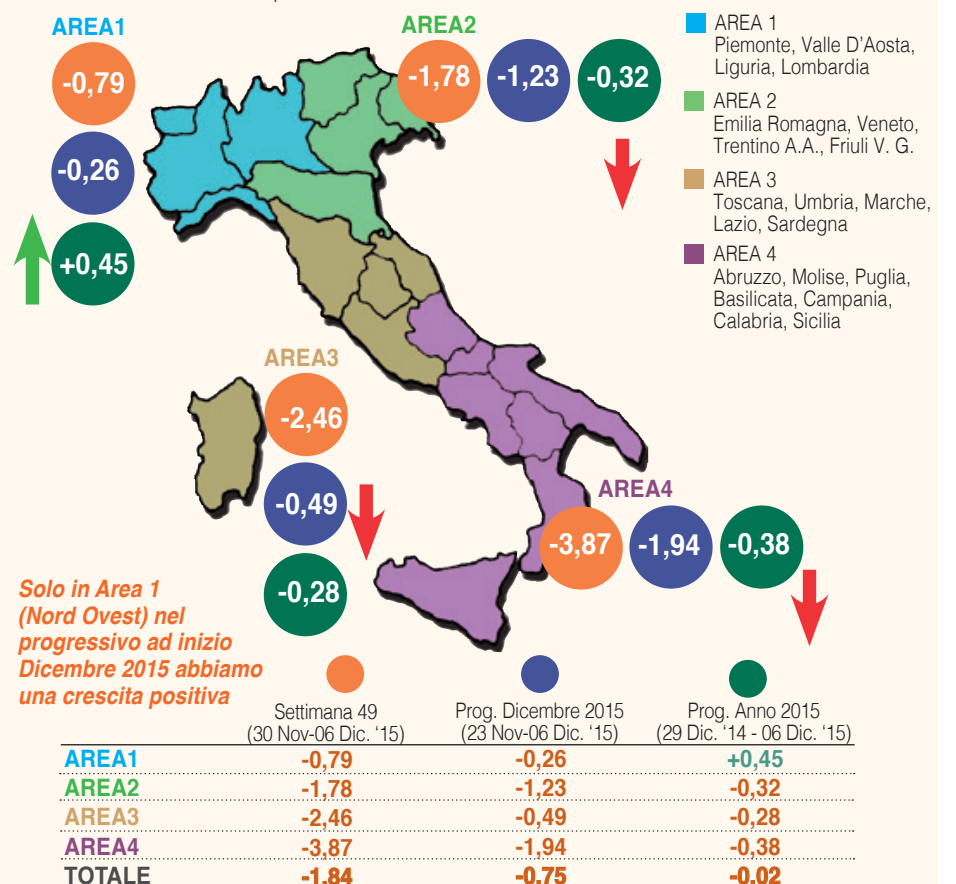 AREA1
-0,79
-0,26
+0,45
AREA2
-1,78 -1,23 -0,32
AREA 1
Piemonte, Valle D'Aosta,
Liguria, Lombardia
AREA 2
Emilia Romagna, Veneto,
Trentino A.A., Friuli V. G.
AREA 3
Toscana, Umbria, Marche,
Lazio, Sardegna
AREA 4
Abruzzo, Molise, Puglia,
Basilicata, Campania,
Calabria, Sicilia
AREA3
-2,46
-0,49
-0,28
AREA4
-3,87 -1,94 -0,38
Solo in Area 1
(Nord Ovest) nel
progressivo ad inizio
Dicembre 2015 abbiamo
una crescita positiva
Settimana 49 Prog. Dicembre 2015 Prog. Anno 2015
(30 Nov-06 Dic. '15) (23 Nov-06 Dic. '15) (29 Dic. '14 - 06 Dic. '15)
AREA1 -0,79 -0,26 +0,45
AREA2 -1,78 -1,23 -0,32
AREA3 -2,46 -0,49 -0,28
AREA4 -3,87 -1,94 -0,38
TOTALE -1,84 -0,75 -0,02